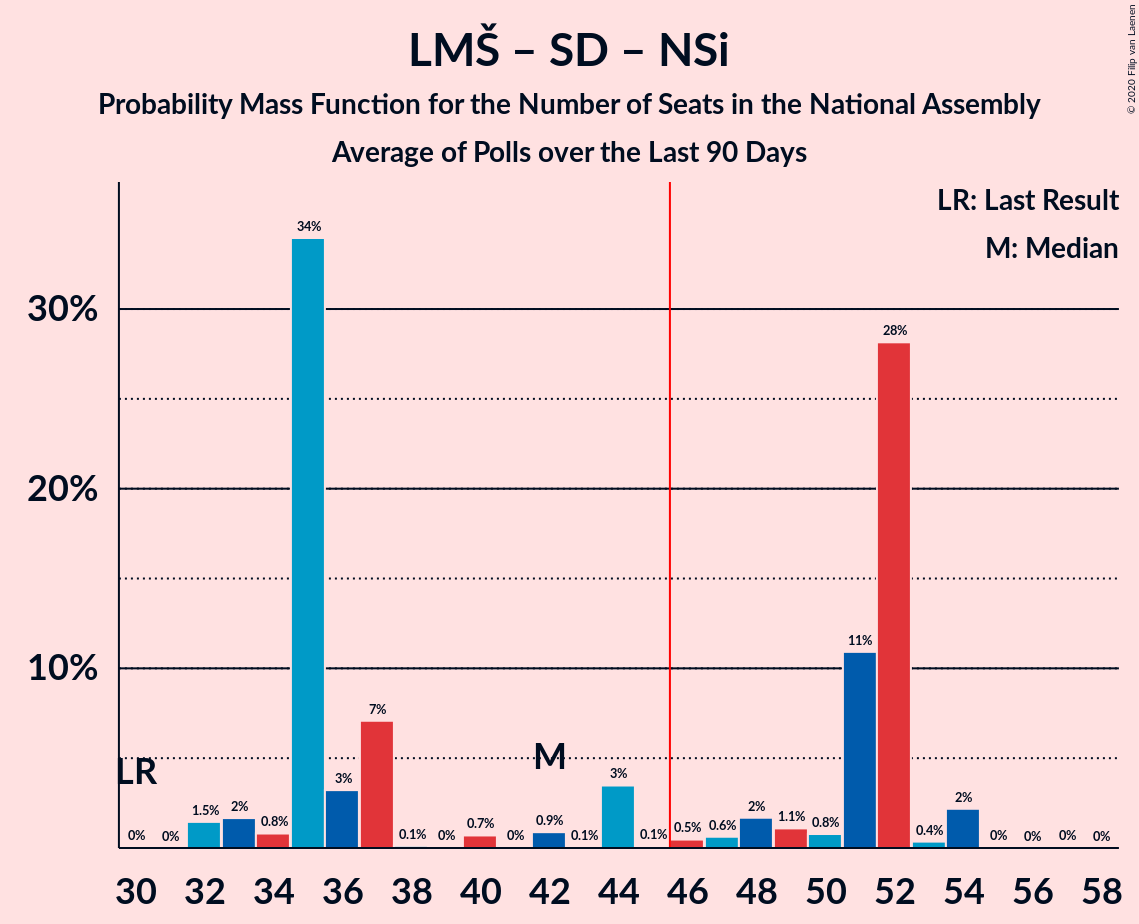 LMŠ – SD – NSi
Probability Mass Function for the Number of Seats in the National Assembly
Average of Polls over the Last 90 Days
© 2020 Filip van Laenen
LR: Last Result
M: Median
30%
20%
10%
LR
M
0% 0% 1.5% 2% 0.8% 34% 3% 7% 0.1% 0% 0.7% 0% 0.9% 0.1% 3% 0.1% 0.5% 0.6% 2% 1.1% 0.8% 11% 28% 0.4% 2% 0% 0% 0% 0%
30 32 34 36 38 40 42 44 46 48 50 52 54 56 58